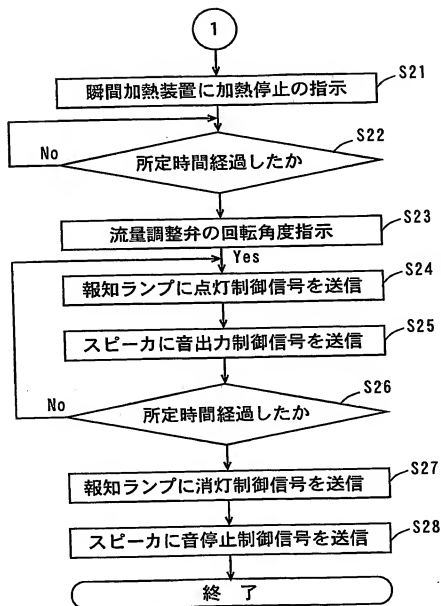 1
瞬間加熱装置に加熱停止の指示
S21
No
所定時間経過したか
S22
流量調整弁の回転角度指示
S23
Yes
報知ランプに点灯制御信号を送信
S24
スピーカに音出力制御信号を送信
S25
No
所定時間経過したか
S26
報知ランプに消灯制御信号を送信
S27
スピーカに音停止制御信号を送信
S28
終 了